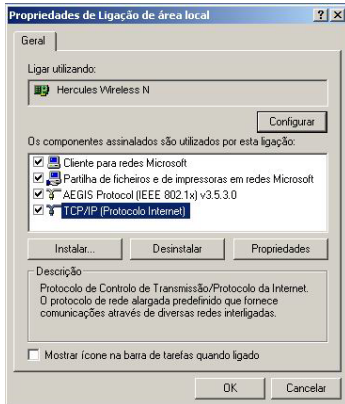 Propriedades de Ligação de área local
Geral
Ligar utilizando:
Hercules Wireless N
Configurar
Os componentes assinalados são utilizados por esta ligação:
Cliente para redes Microsoft
Partilha de ficheiros e de impressoras em redes Microsoft
AEGIS Protocol (IEEE 802.1x) v3.5.3.0
TCP/IP (Protocolo Internet)
Instalar... Desinstalar Propriedades
Descrição
Protocolo de Controlo de Transmissão/Protocolo da Internet.
O protocolo de rede alargada predefinido que fornece
comunicações através de diversas redes interligadas.
Mostrar ícone na barra de tarefas quando ligado
OK Cancelar